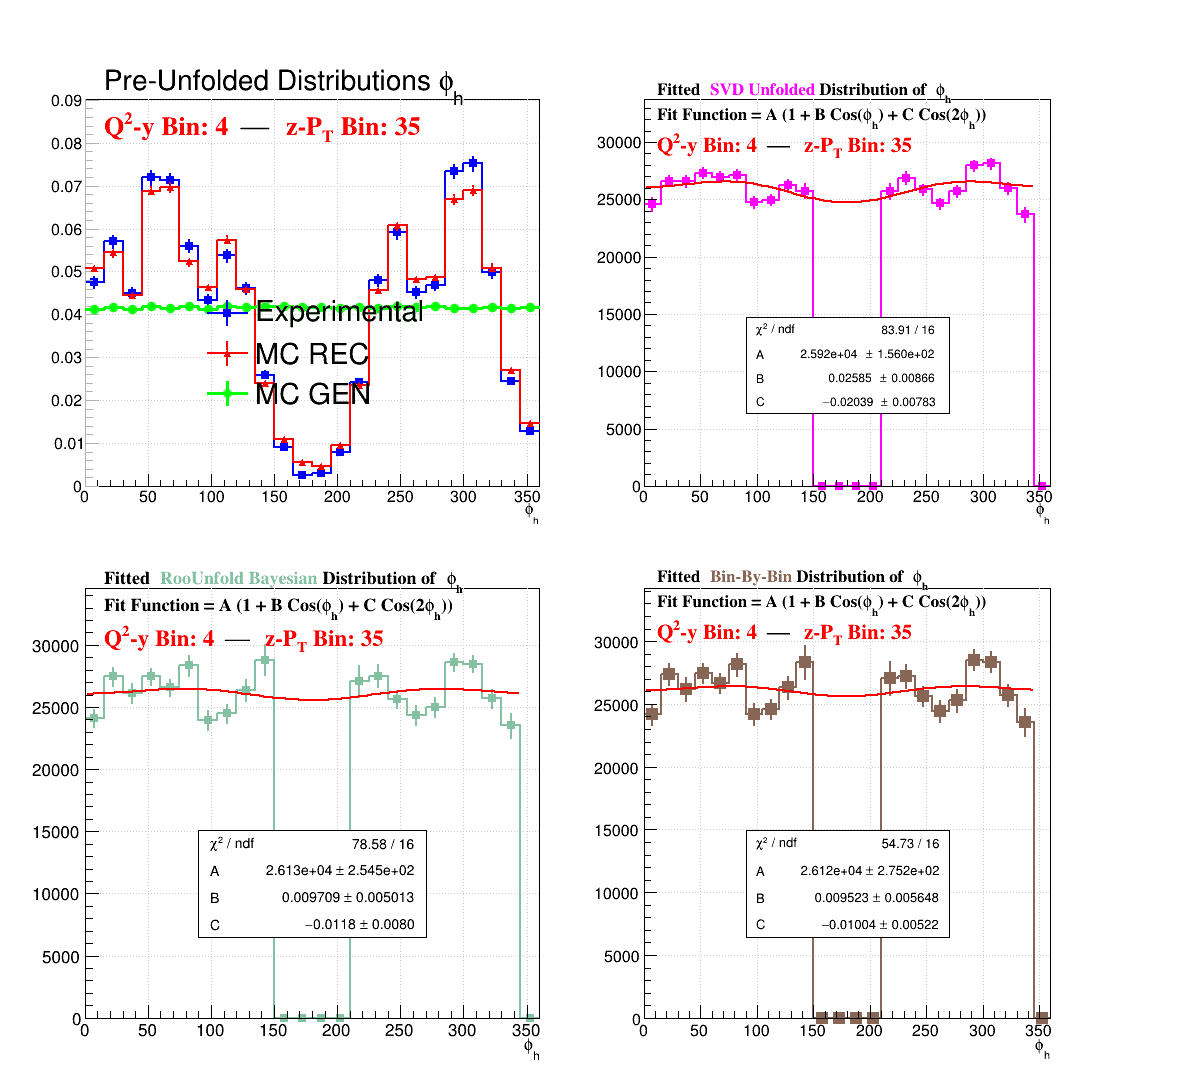 Pre-Unfolded Distributions ϕh
Q²-y Bin: 4 — z-PT Bin: 35
0.09
0.08
0.07
0.06
0.05
0.04
0.03
0.02
0.01
0
Experimental
MC REC
MC GEN
0 50 100 150 200 250 300 350
ϕh
Fitted SVD Unfolded Distribution of ϕh
Fit Function = A (1 + B Cos(ϕh) + C Cos(2ϕh))
Q²-y Bin: 4 — z-PT Bin: 35
30000
25000
20000
15000
10000
5000
0
χ² / ndf 83.91 / 16
A 2.592e+04 ± 1.560e+02
B 0.02585 ± 0.00866
C −0.02039 ± 0.00783
0 50 100 150 200 250 300 350
ϕh
Fitted RooUnfold Bayesian Distribution of ϕh
Fit Function = A (1 + B Cos(ϕh) + C Cos(2ϕh))
Q²-y Bin: 4 — z-PT Bin: 35
30000
25000
20000
15000
10000
5000
0
χ² / ndf 78.58 / 16
A 2.613e+04 ± 2.545e+02
B 0.009709 ± 0.005013
C −0.0118 ± 0.0080
0 50 100 150 200 250 300 350
ϕh
Fitted Bin-By-Bin Distribution of ϕh
Fit Function = A (1 + B Cos(ϕh) + C Cos(2ϕh))
Q²-y Bin: 4 — z-PT Bin: 35
30000
25000
20000
15000
10000
5000
0
χ² / ndf 54.73 / 16
A 2.612e+04 ± 2.752e+02
B 0.009523 ± 0.005648
C −0.01004 ± 0.00522
0 50 100 150 200 250 300 350
ϕh